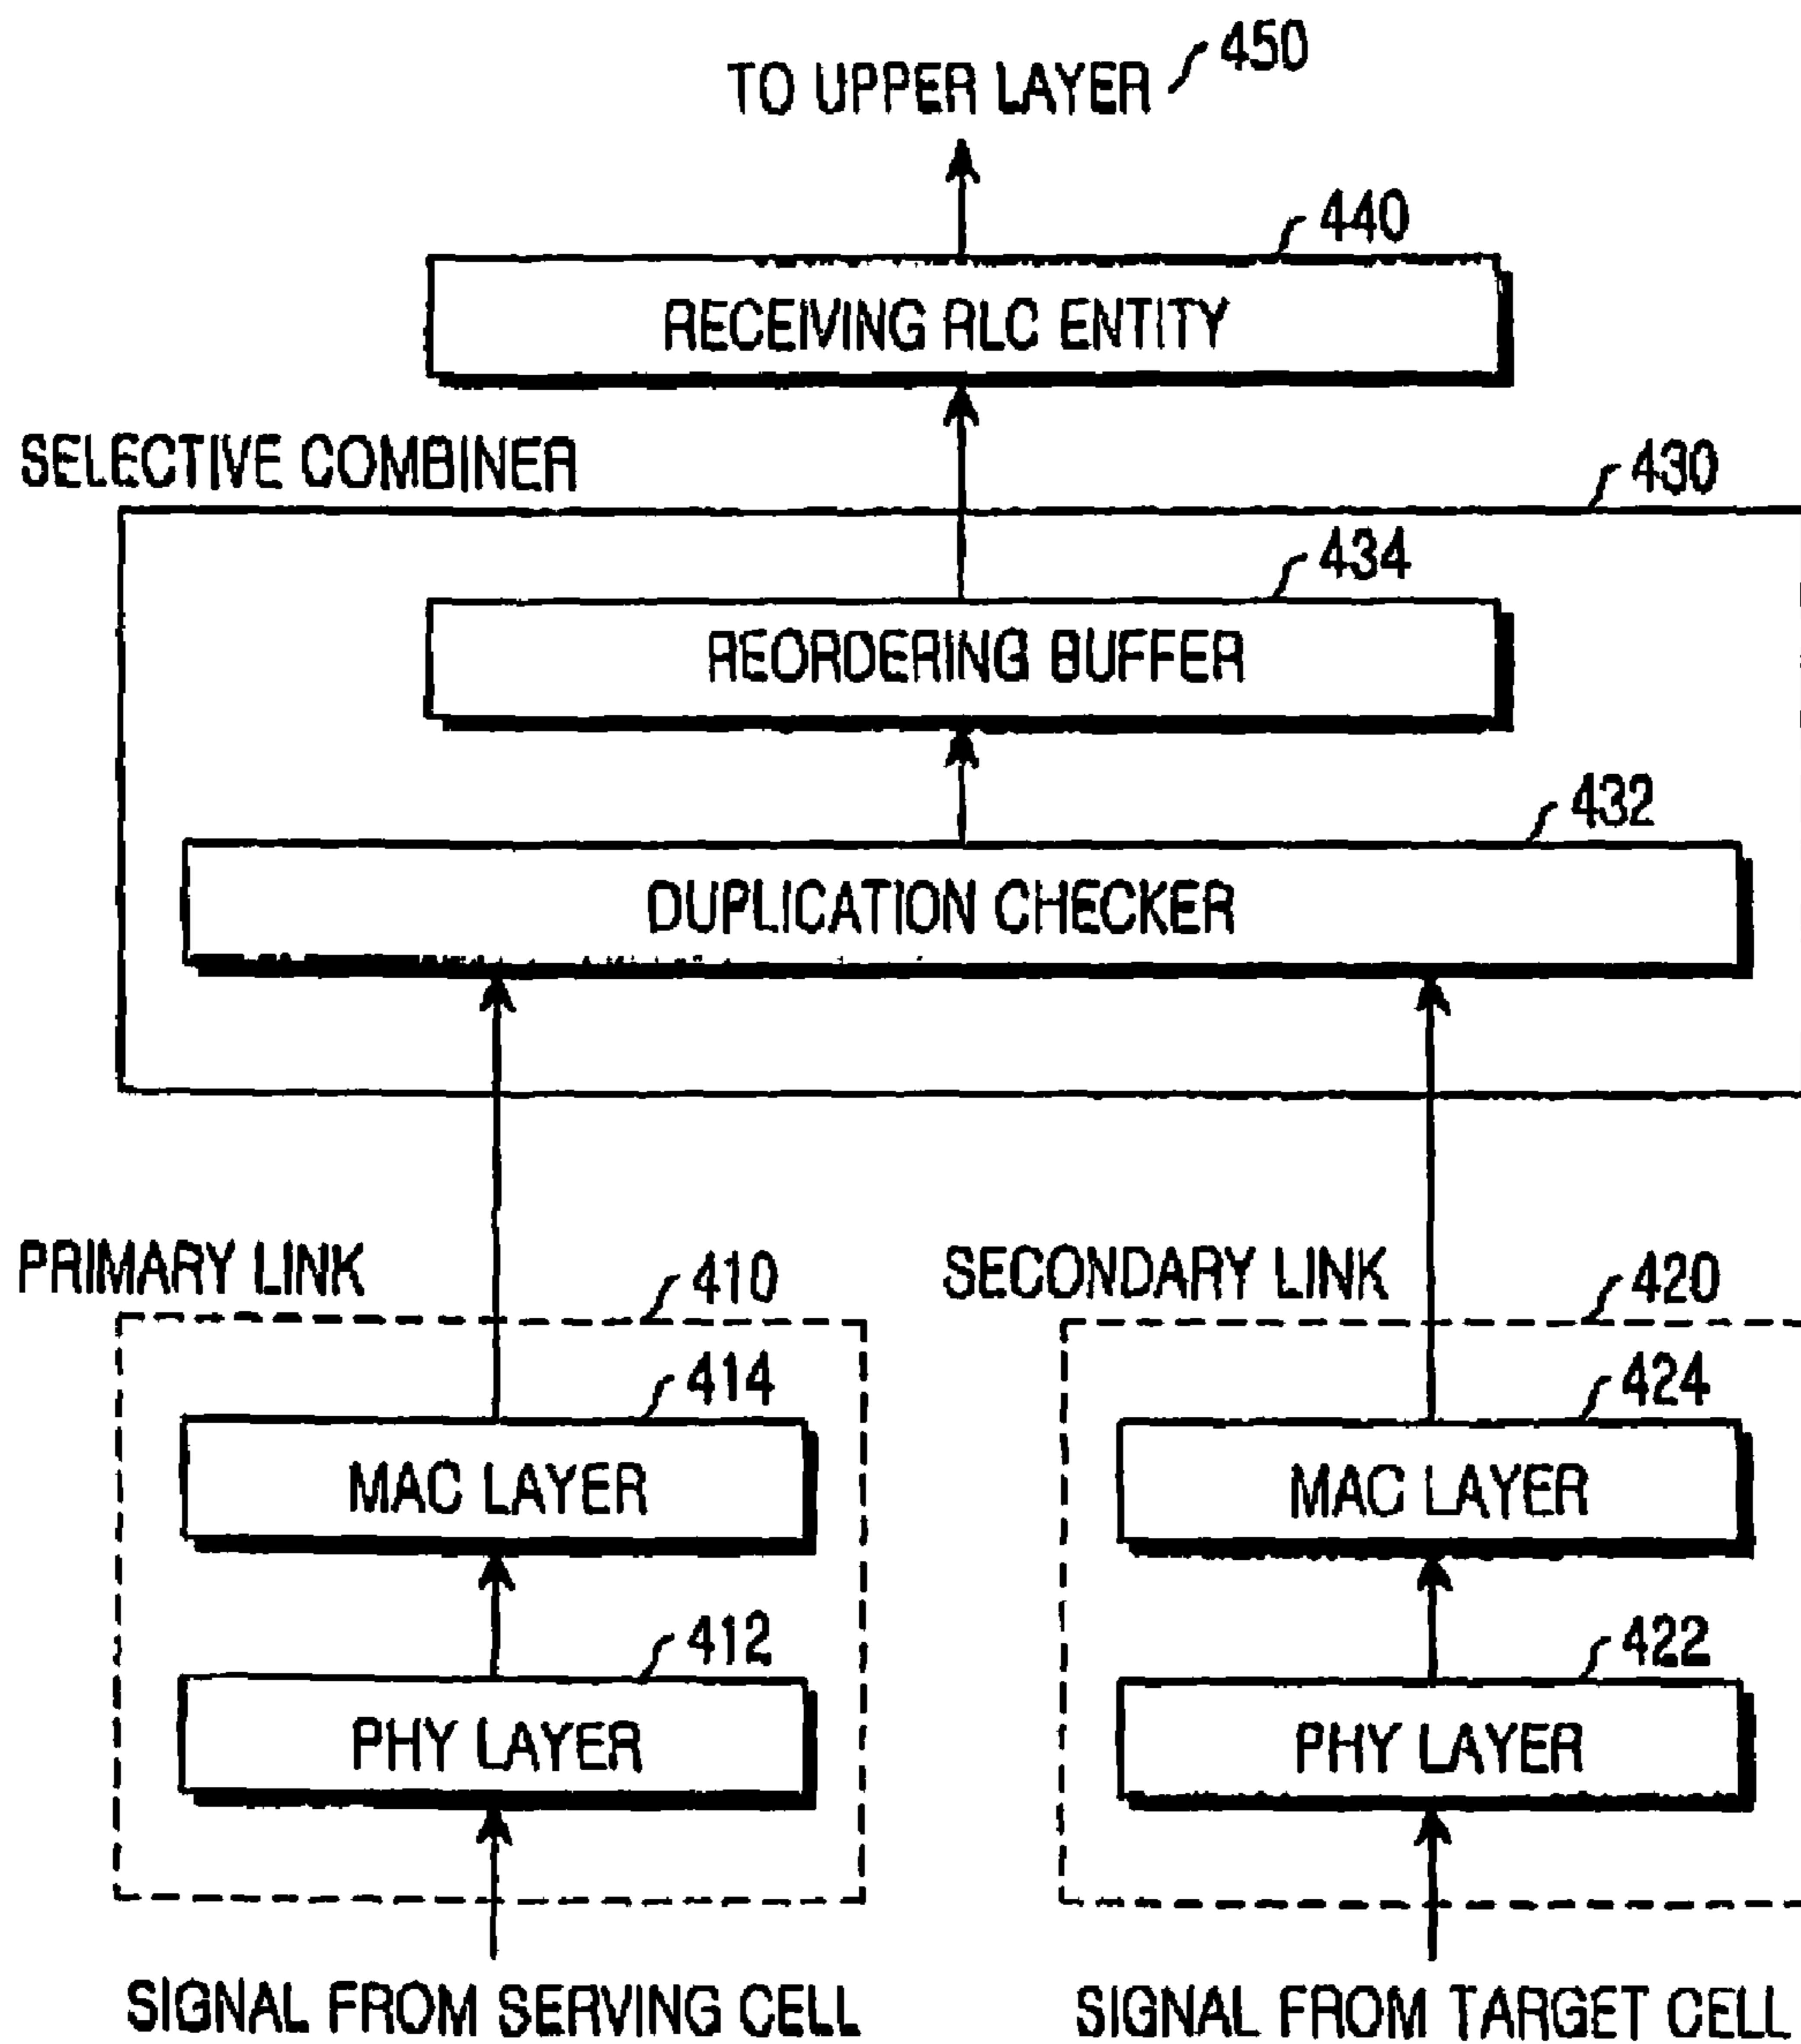 TO UPPER LAYER 450
440
RECEIVING RLC ENTITY
SELECTIVE COMBINER
430
434
REORDERING BUFFER
432
DUPLICATION CHECKER
PRIMARY LINK
410
SECONDARY LINK
420
414
MAC LAYER
424
MAC LAYER
412
PHY LAYER
422
PHY LAYER
SIGNAL FROM SERVING CELL
SIGNAL FROM TARGET CELL